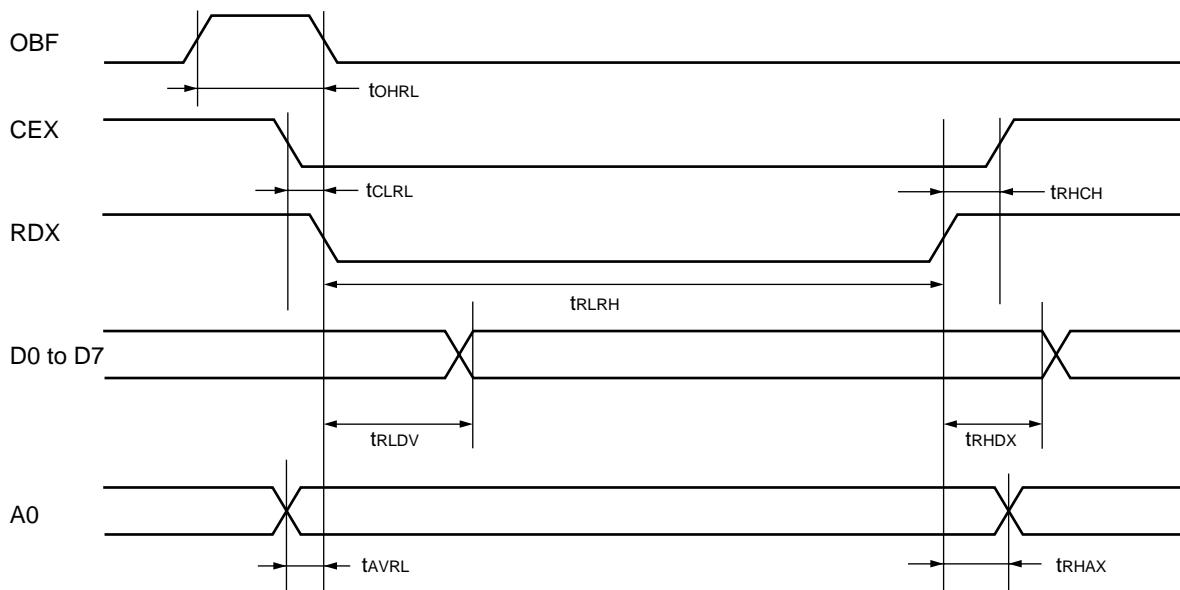 OBF
tOHRL
CEX
tCLRL
tRHCH
RDX
tRLRH
D0 to D7
tRLDV
tRHDX
A0
tAVRL
tRHAX